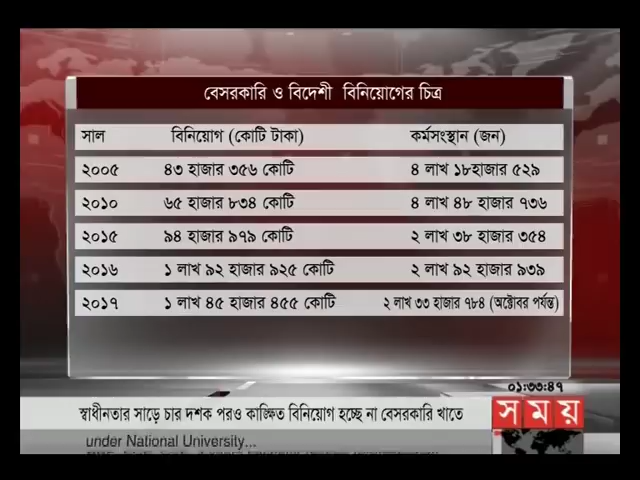 বেসরকারি ও বিদেশী বিনিয়োগের চিত্র
সাল বিনিয়োগ (কোটি টাকা) কর্মসংস্থান (জন)
২০০৫ ৪৩ হাজার ৩৫৬ কোটি ৪ লাখ ১৮হাজার ৫২৯
২০১০ ৬৫ হাজার ৮৩৪ কোটি ৪ লাখ ৪৮ হাজার ৭৩৬
২০১৫ ৯৪ হাজার ৯৭৯ কোটি ২ লাখ ৩৮ হাজার ৩৫৪
২০১৬ ১ লাখ ৯২ হাজার ৯২৫ কোটি ২ লাখ ৯২ হাজার ৯৩৯
২০১৭ ১ লাখ ৪৫ হাজার ৪৫৫ কোটি ২ লাখ ৩৩ হাজার ৭৮৪ (অক্টোবর পর্যন্ত)
০১:৩৩:৪৭
স্বাধীনতার সাড়ে চার দশক পরও কাঙ্ক্ষিত বিনিয়োগ হচ্ছে না বেসরকারি খাতে
সময়
under National University...